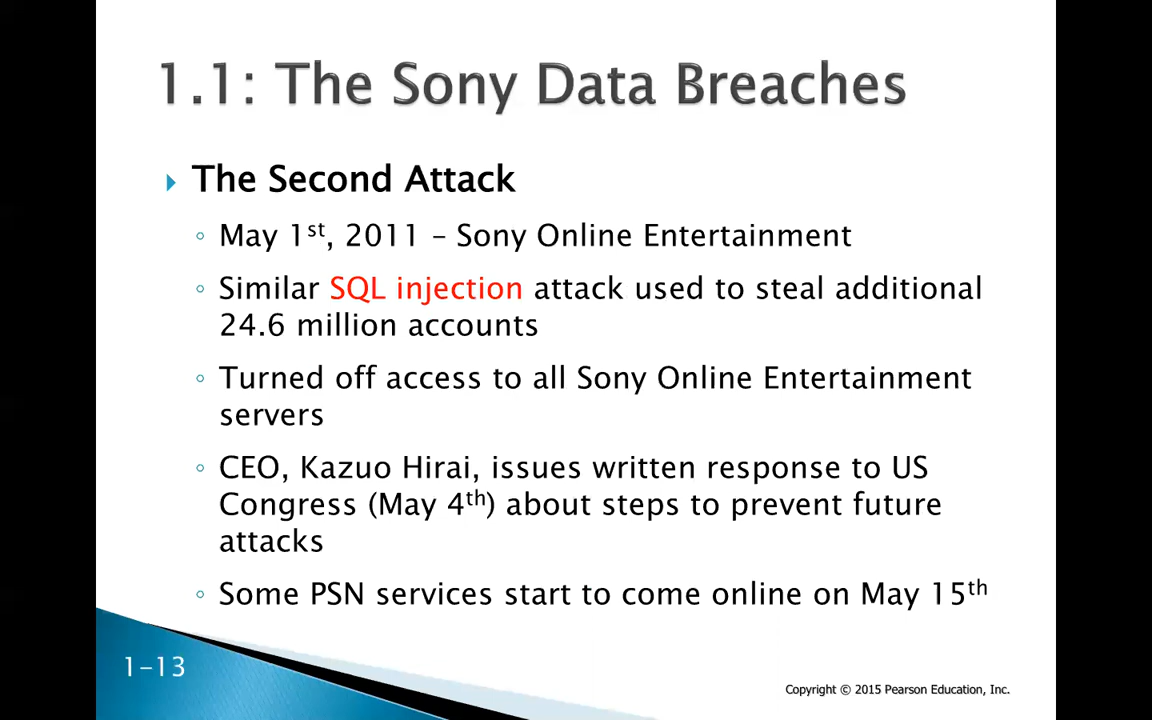 1.1: The Sony Data Breaches
The Second Attack
May 1st, 2011 – Sony Online Entertainment
Similar SQL injection attack used to steal additional
24.6 million accounts
Turned off access to all Sony Online Entertainment
servers
CEO, Kazuo Hirai, issues written response to US
Congress (May 4th) about steps to prevent future
attacks
Some PSN services start to come online on May 15th
1-13
Copyright © 2015 Pearson Education, Inc.